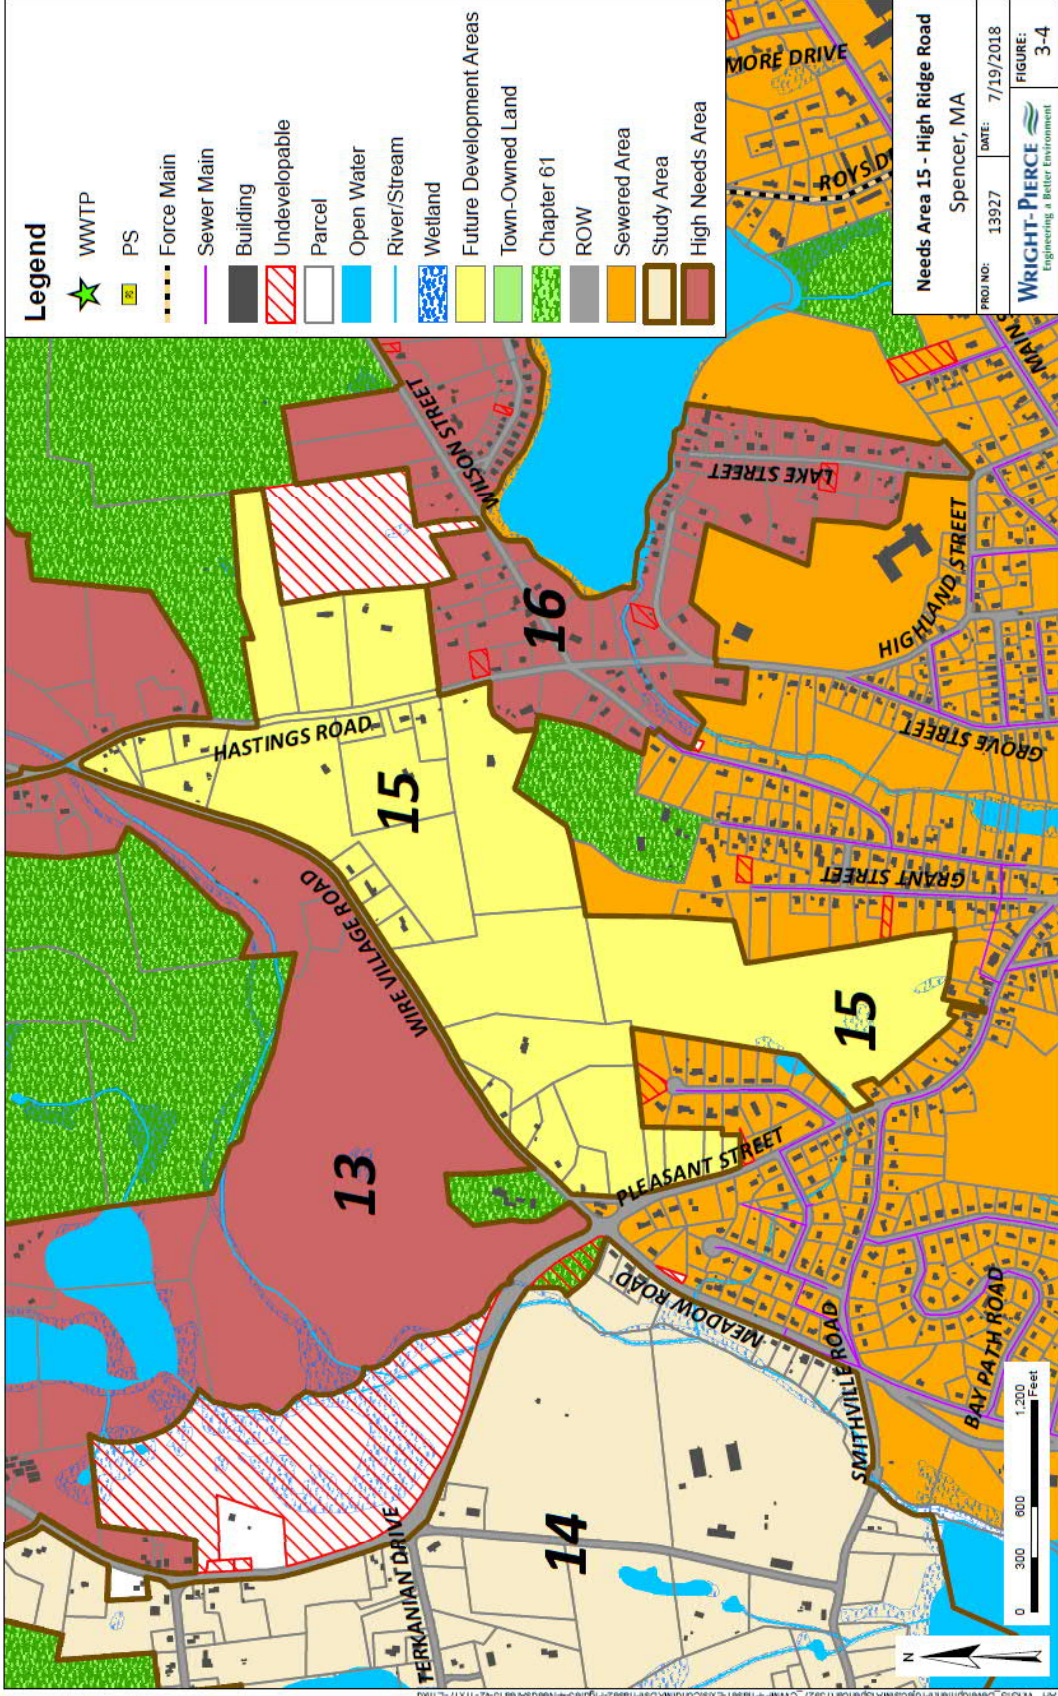 Legend
WWTP
PS
PS
Force Main
Sewer Main
Building
Undevelopable
Parcel
Open Water
River/Stream
Wetland
Future Development Areas
Town-Owned Land
Chapter 61
ROW
Sewered Area
Study Area
High Needs Area
WILSON STREET
LAKE STREET
16
HIGHLAND STREET
HASTINGS ROAD
15
GROVE STREET
GRANT STREET
WIRE VILLAGE ROAD
15
13
PLEASANT STREET
MEADOW ROAD
SMITHVILLE ROAD
BAY PATH ROAD
14
TERKANIAN DRIVE
MORE DRIVE
ROYS D
MAIN S
N
0 300 600 1,200
Feet
Needs Area 15 - High Ridge Road
Spencer, MA
PROJ NO: 13927
DATE: 7/19/2018
WRIGHT-PIERCE
Engineering a Better Environment
FIGURE:
3-4